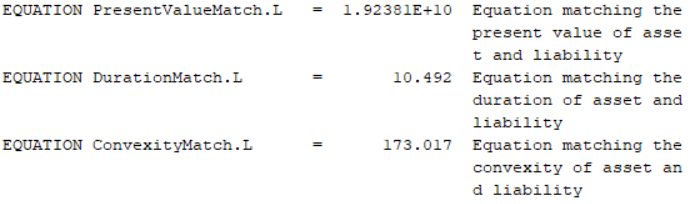 EQUATION PresentValueMatch.L = 1.92381E+10 Equation matching the
present value of asse
t and liability
EQUATION DurationMatch.L = 10.492 Equation matching the
duration of asset and
liability
EQUATION ConvexityMatch.L = 173.017 Equation matching the
convexity of asset an
d liability